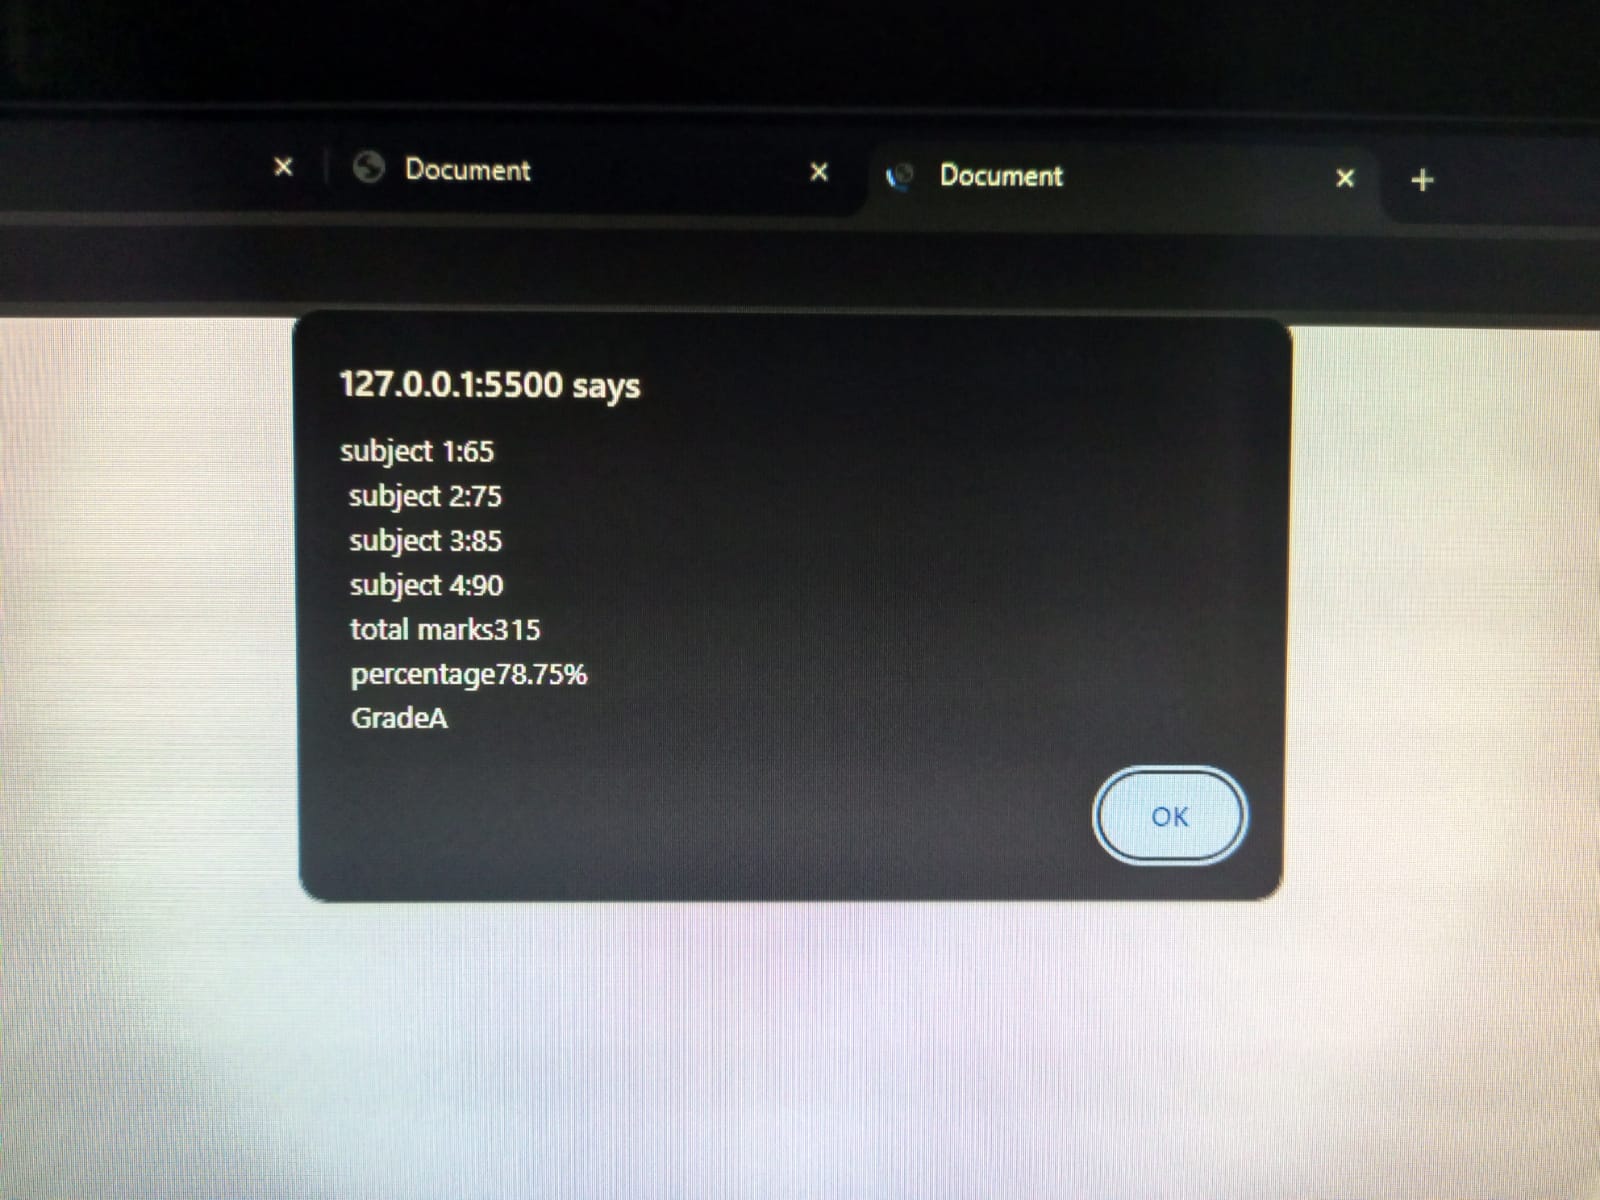 Document
Document
127.0.0.1:5500 says
subject 1:65
subject 2:75
subject 3:85
subject 4:90
total marks315
percentage78.75%
GradeA
OK